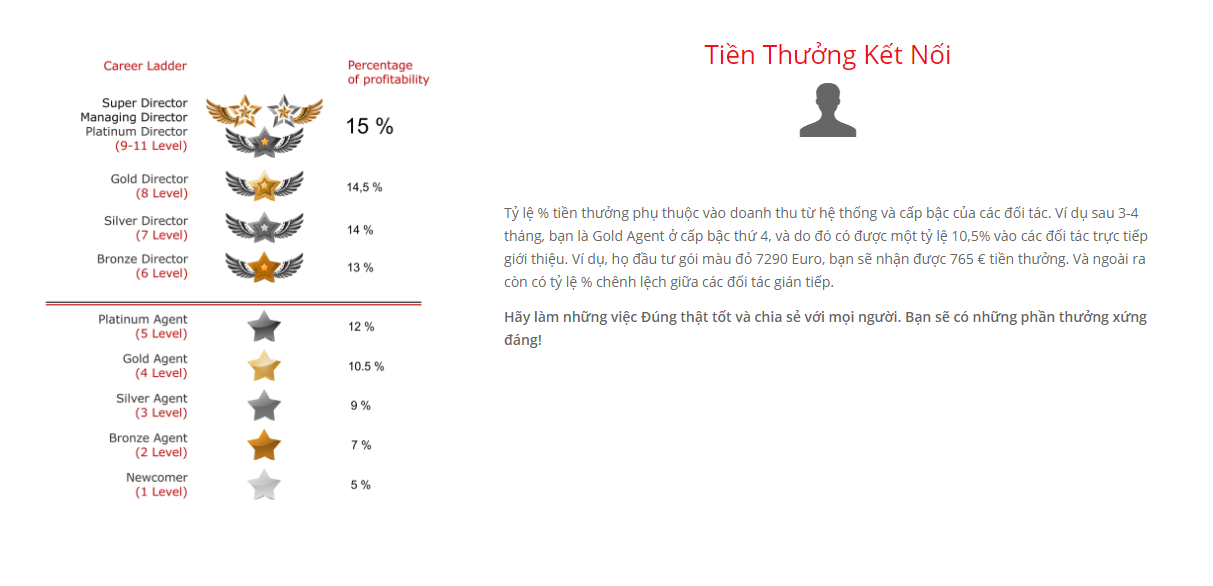 Career Ladder
Percentage
of profitability
Super Director
Managing Director
Platinum Director
(9-11 Level)
15 %
Gold Director
(8 Level)
14,5 %
Silver Director
(7 Level)
14 %
Bronze Director
(6 Level)
13 %
Platinum Agent
(5 Level)
12 %
Gold Agent
(4 Level)
10.5 %
Silver Agent
(3 Level)
9 %
Bronze Agent
(2 Level)
7 %
Newcomer
(1 Level)
5 %
Tiền Thưởng Kết Nối
Tỷ lệ % tiền thưởng phụ thuộc vào doanh thu từ hệ thống và cấp bậc của các đối tác. Ví dụ sau 3-4
tháng, bạn là Gold Agent ở cấp bậc thứ 4, và do đó có được một tỷ lệ 10,5% vào các đối tác trực tiếp
giới thiệu. Ví dụ, họ đầu tư gói màu đỏ 7290 Euro, bạn sẽ nhận được 765 € tiền thưởng. Và ngoài ra
còn có tỷ lệ % chênh lệch giữa các đối tác gián tiếp.
Hãy làm những việc Đúng thật tốt và chia sẻ với mọi người. Bạn sẽ có những phần thưởng xứng
đáng!